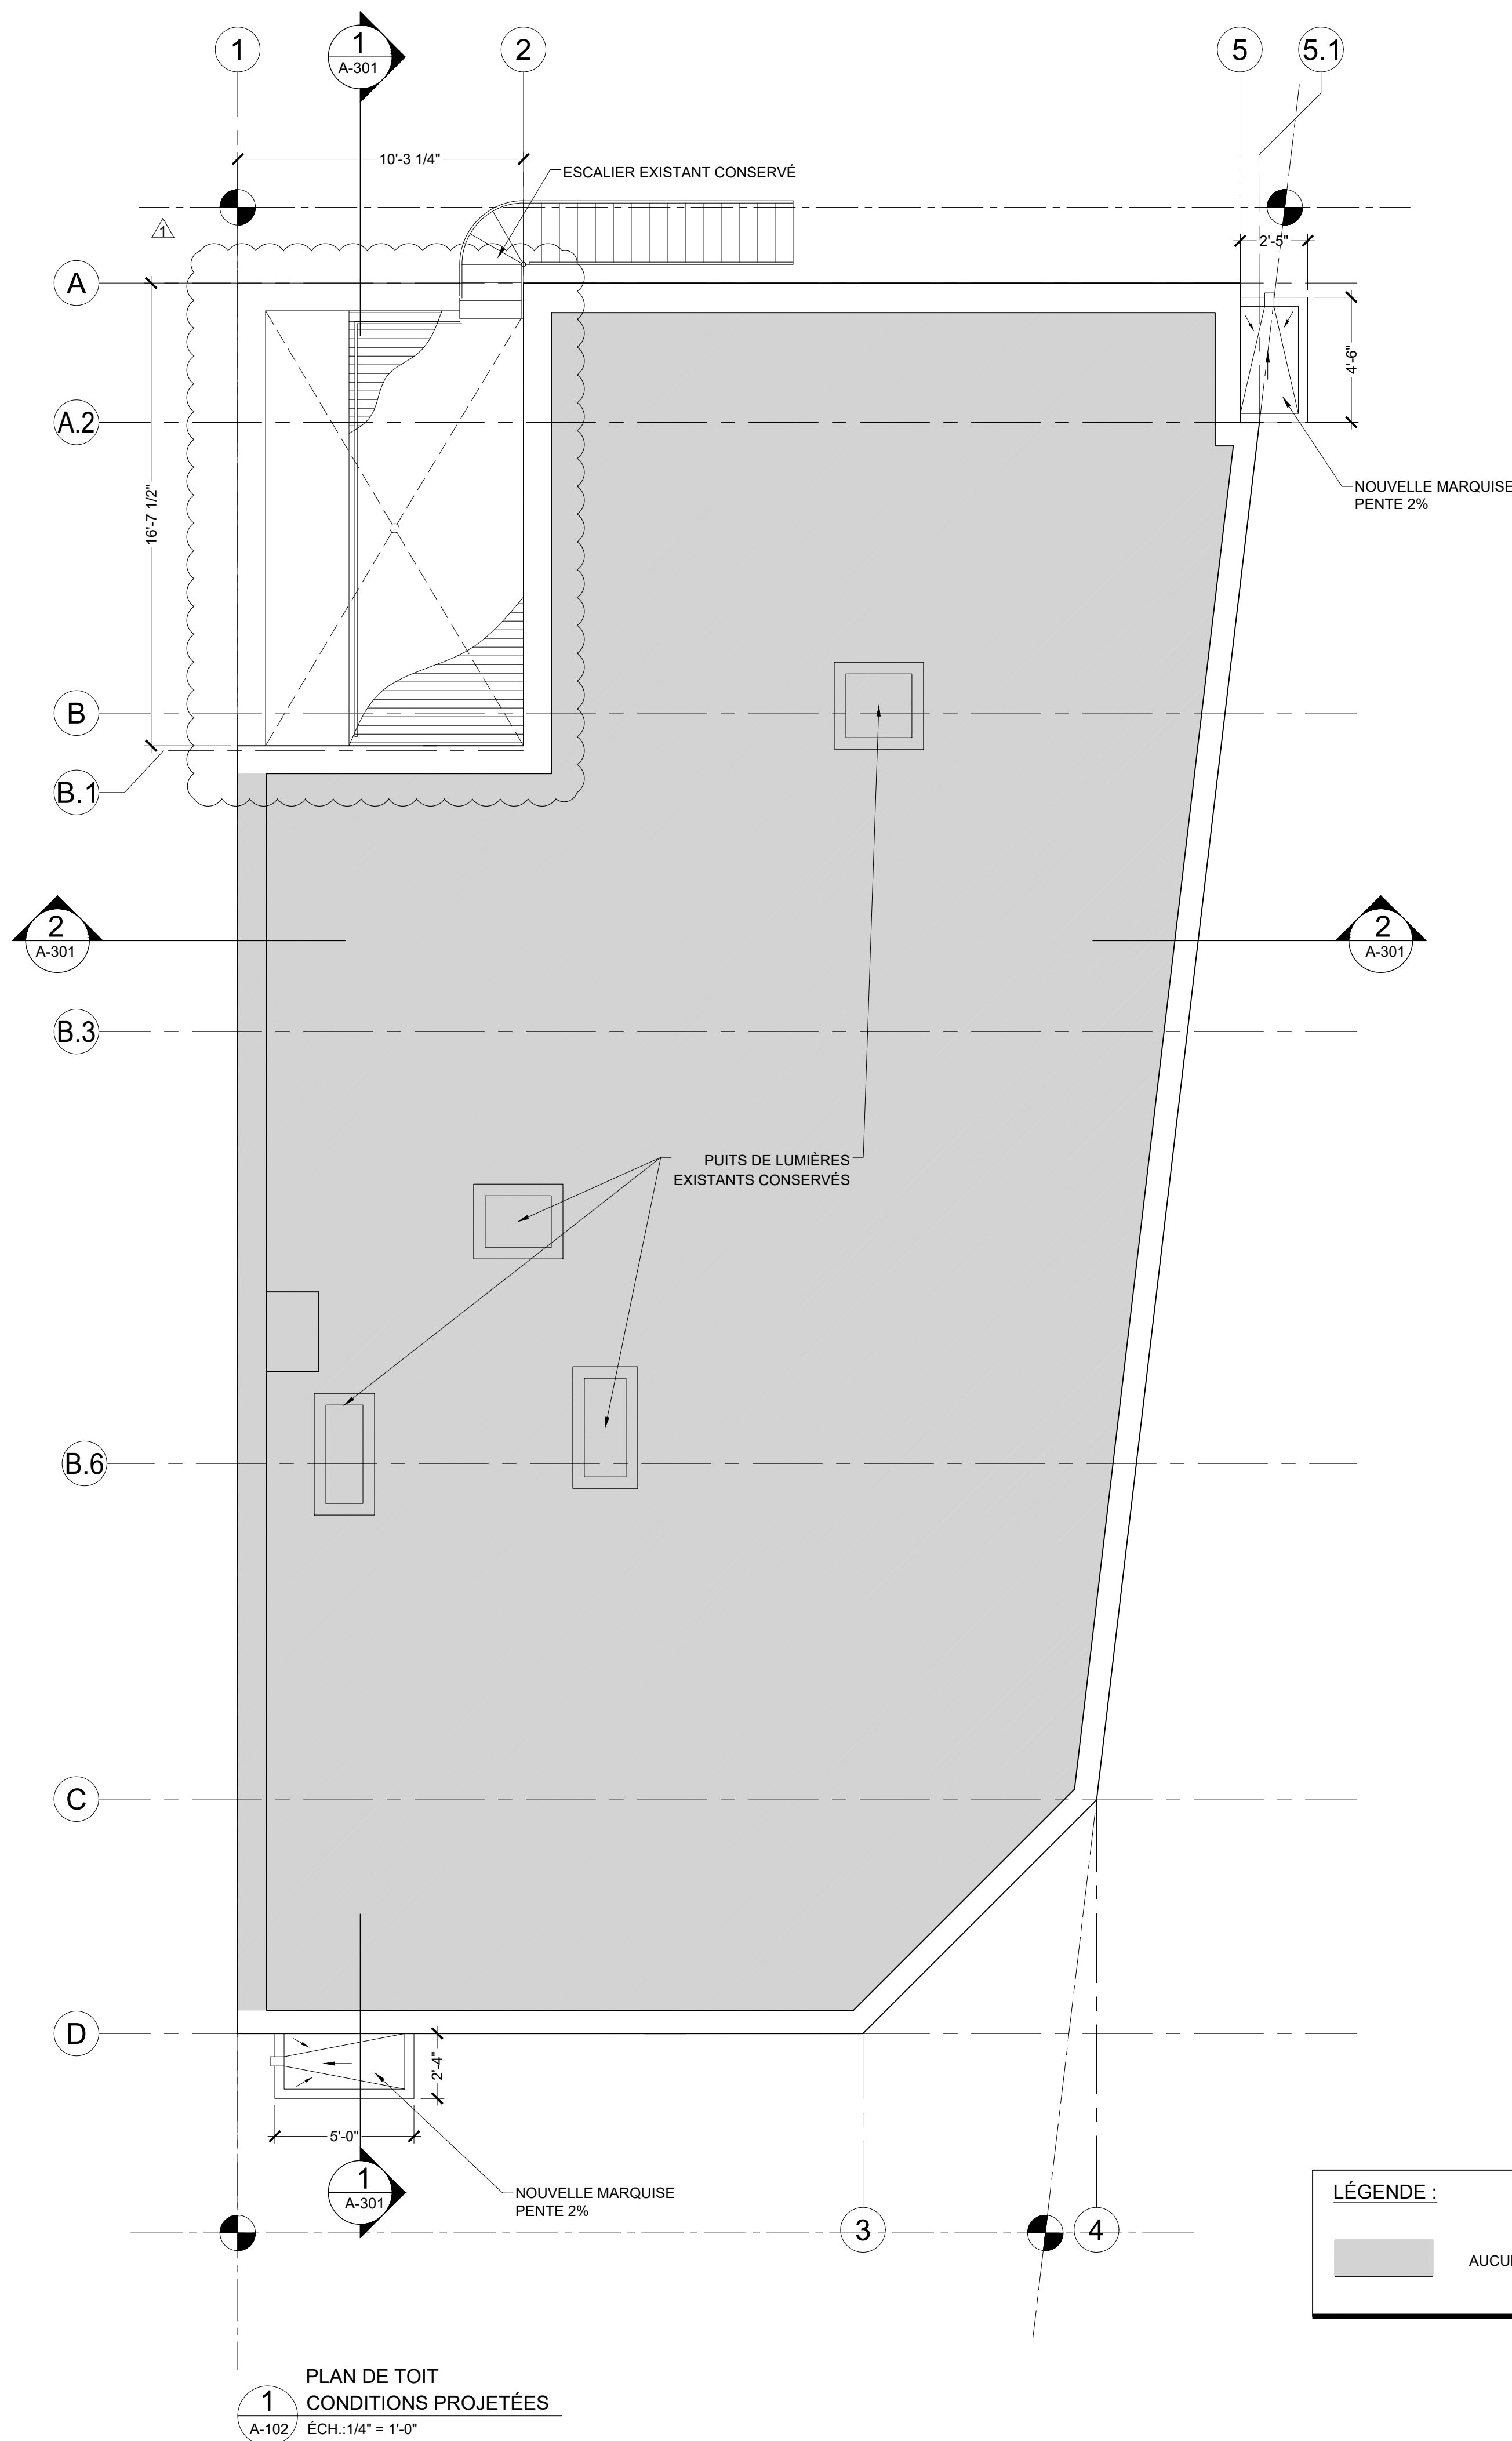 1
1
A-301
2
5
5.1
10'-3 1/4"
ESCALIER EXISTANT CONSERVÉ
1
2'-5"
A
4'-6"
A.2
NOUVELLE MARQUISE
PENTE 2%
16'-7 1/2"
B
B.1
2
A-301
2
A-301
B.3
PUITS DE LUMIÈRES
EXISTANTS CONSERVÉS
B.6
C
D
2'-4"
5'-0"
1
A-301
NOUVELLE MARQUISE
PENTE 2%
3
4
LÉGENDE :
PLAN DE TOIT
CONDITIONS PROJETÉES
1
A-102
ÉCH.:1/4" = 1'-0"